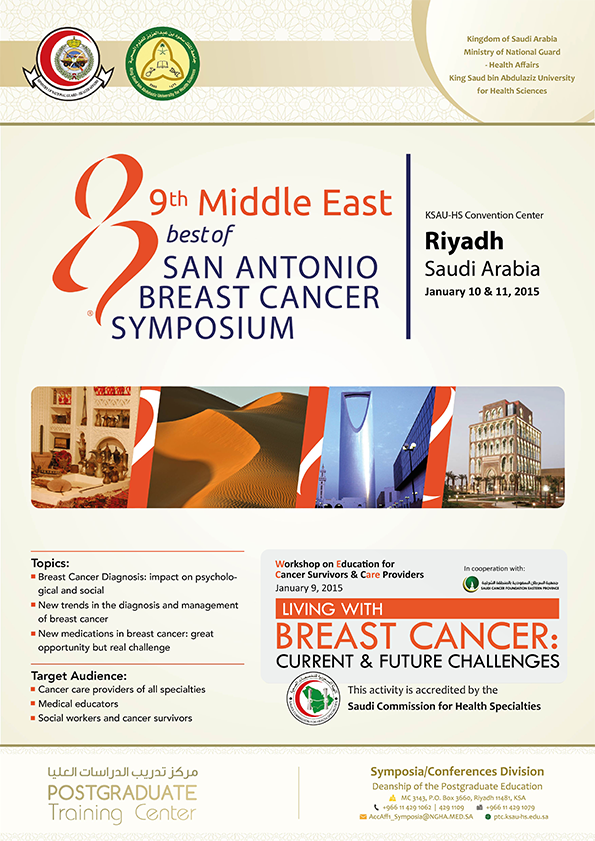 Kingdom of Saudi Arabia
Ministry of National Guard
- Health Affairs
King Saud bin Abdulaziz University
for Health Sciences
9th Middle East
best of
SAN ANTONIO
BREAST CANCER
SYMPOSIUM
®
KSAU-HS Convention Center
Riyadh
Saudi Arabia
January 10 & 11, 2015
Topics:
Breast Cancer Diagnosis: impact on psycholo-
gical and social
New trends in the diagnosis and management
of breast cancer
New medications in breast cancer: great
opportunity but real challenge
Target Audience:
Cancer care providers of all specialties
Medical educators
Social workers and cancer survivors
Workshop on Education for
Cancer Survivors & Care Providers
January 9, 2015
In cooperation with:
جمعية السرطان السعودية بالمنطقة الشرقية
SAUDI CANCER FOUNDATION EASTERN PROVINCE
LIVING WITH
BREAST CANCER:
CURRENT & FUTURE CHALLENGES
This activity is accredited by the
Saudi Commission for Health Specialties
مركز تدريب الدراسات العليا
POSTGRADUATE
Training Center
Symposia/Conferences Division
Deanship of the Postgraduate Education
MC 3143, P.O. Box 3660, Riyadh 11481, KSA
+966 11 429 1062 | 429 1109 +966 11 429 1079
AccAff1_Symposia@NGHA.MED.SA ptc.ksau-hs.edu.sa